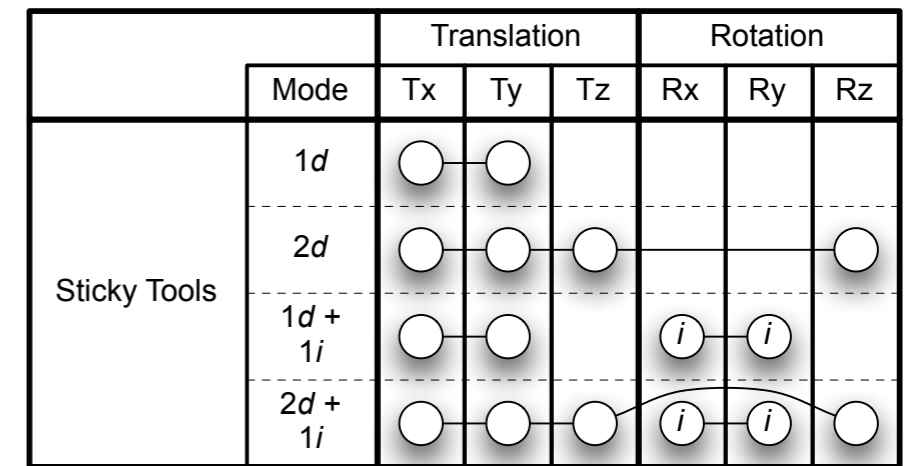 Translation Rotation
Mode Tx Ty Tz Rx Ry Rz
1d
2d
Sticky Tools
1d +
1i
i i
2d +
1i
i i